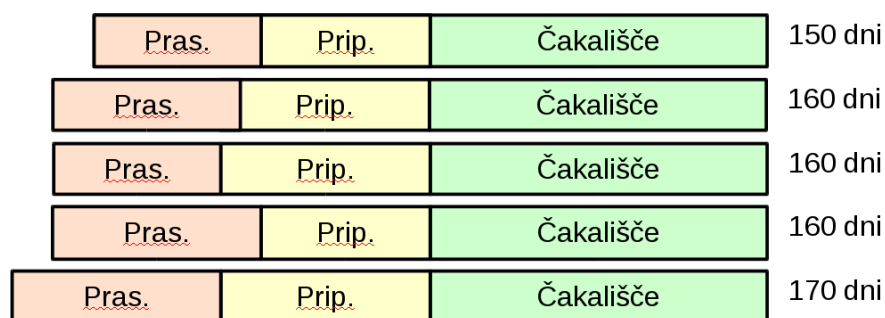 Pras. Prip. Čakališče 150 dni
Pras. Prip. Čakališče 160 dni
Pras. Prip. Čakališče 160 dni
Pras. Prip. Čakališče 160 dni
Pras. Prip. Čakališče 170 dni